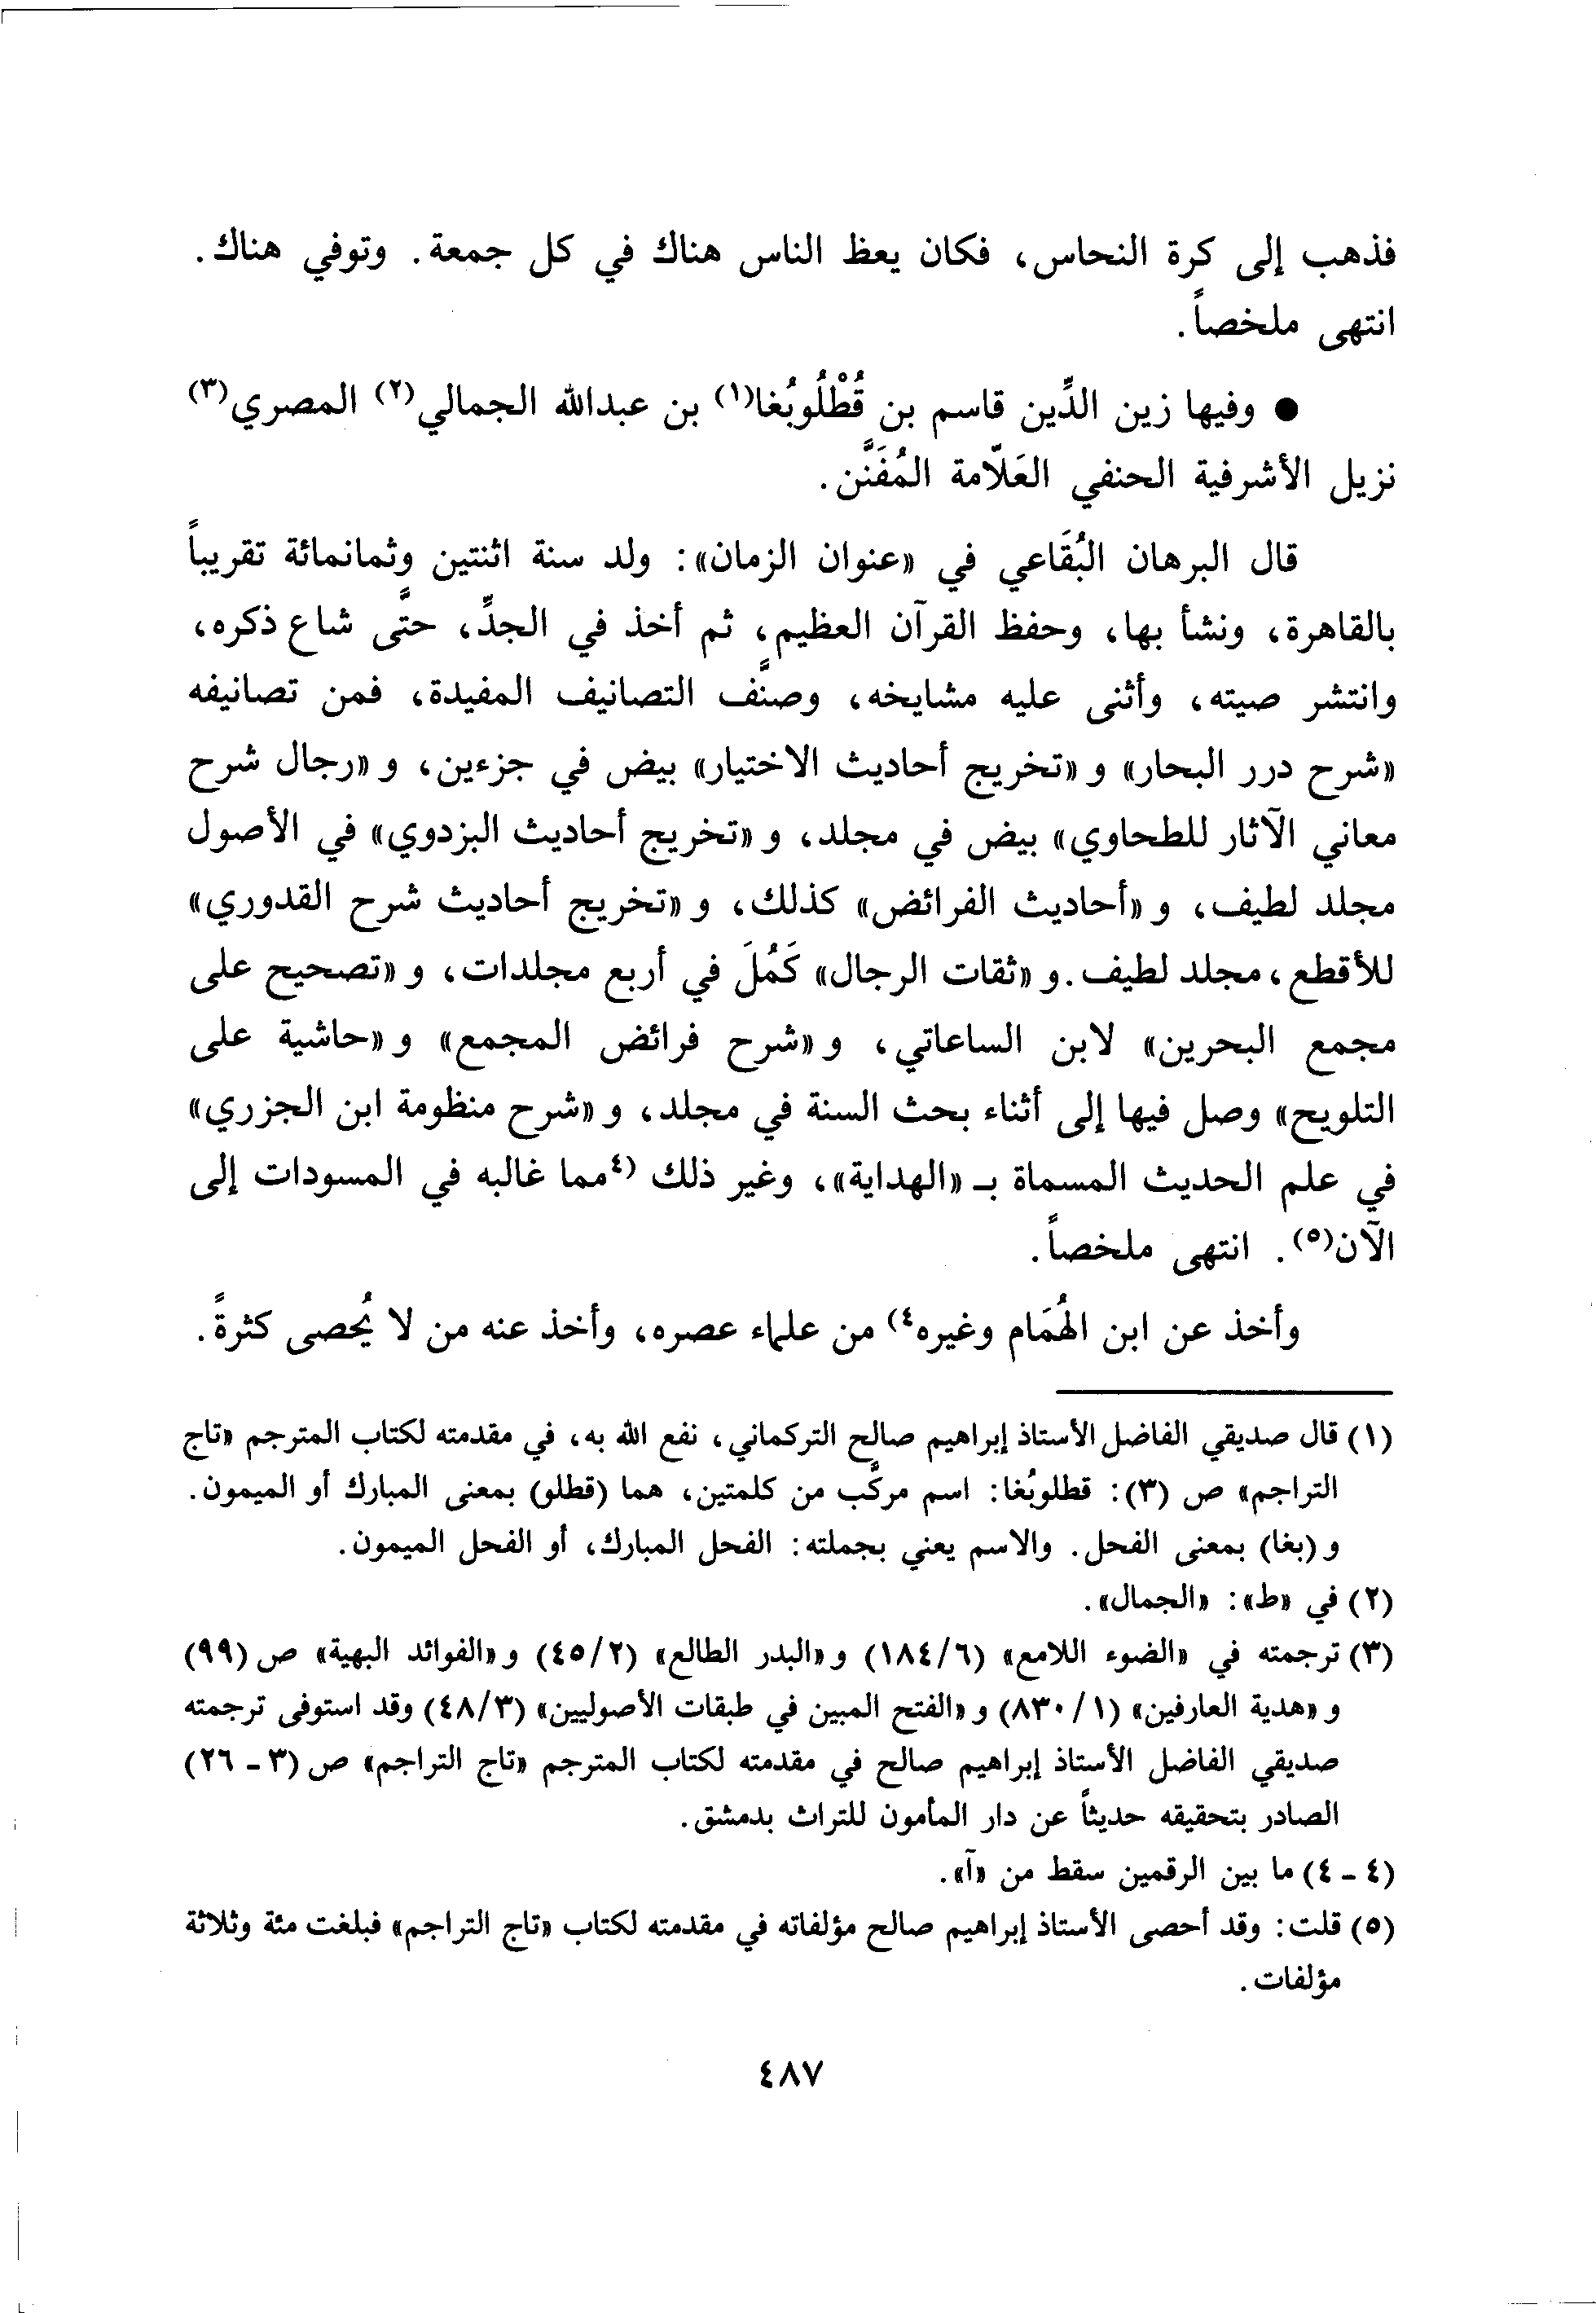 فذهب إلى كرة النحاس، فكان يعظ الناس هناك في كل جمعة. وتوفي هناك.
انتهى ملخصاً.
● وفيها زين الدِّين قاسم بن قُطْلُوبُغا(١) بن عبدالله الجمالي(٢) المصري(٣)
نزيل الأشرفية الحنفي العَلّامة المُفَنَّن.
قال البرهان البُقَاعي في «عنوان الزمان»: ولد سنة اثنتين وثمانمائة تقريباً
بالقاهرة، ونشأ بها، وحفظ القرآن العظيم، ثم أخذ في الجدِّ، حتَّى شاع ذكره،
وانتشر صيته، وأثنى عليه مشايخه، وصنَّف التصانيف المفيدة، فمن تصانيفه
«شرح درر البحار» و «تخريج أحاديث الاختيار» بيض في جزءين، و «رجال شرح
معاني الآثار للطحاوي» بيض في مجلد، و «تخريج أحاديث البزدوي» في الأصول
مجلد لطيف، و «أحاديث الفرائض» كذلك، و «تخريج أحاديث شرح القدوري»
للأقطع، مجلد لطيف. و «ثقات الرجال» كَمُلَ في أربع مجلدات، و «تصحيح على
مجمع البحرين» لابن الساعاتي، و «شرح فرائض المجمع» و «حاشية على
التلويح» وصل فيها إلى أثناء بحث السنة في مجلد، و «شرح منظومة ابن الجزري»
في علم الحديث المسماة بـ «الهداية»، وغير ذلك (٤مما غالبه في المسودات إلى
الآن(٥). انتهى ملخصاً.
وأخذ عن ابن الهُمَام وغيره٤) من علماء عصره، وأخذ عنه من لا يُحصى كثرةً.
(١) قال صديقي الفاضل الأستاذ إبراهيم صالح التركماني، نفع الله به، في مقدمته لكتاب المترجم «تاج
التراجم» ص (٣): قطلوبُغا: اسم مركَّب من كلمتين، هما (قطلو) بمعنى المبارك أو الميمون.
و (بغا) بمعنى الفحل. والاسم يعني بجملته: الفحل المبارك، أو الفحل الميمون.
(٢) في «ط»: «الجمال».
(٣) ترجمته في «الضوء اللامع» (١٨٤/٦) و «البدر الطالع» (٤٥/٢) و «الفوائد البهية» ص (٩٩)
و «هدية العارفين» (٨٣٠/١) و «الفتح المبين في طبقات الأصوليين» (٤٨/٣) وقد استوفى ترجمته
صديقي الفاضل الأستاذ إبراهيم صالح في مقدمته لكتاب المترجم «تاج التراجم» ص (٣ - ٢٦)
الصادر بتحقيقه حديثاً عن دار المأمون للتراث بدمشق.
(٤ - ٤) ما بين الرقمين سقط من «آ».
(٥) قلت: وقد أحصى الأستاذ إبراهيم صالح مؤلفاته في مقدمته لكتاب «تاج التراجم» فبلغت مئة وثلاثة
مؤلفات.
٤٨٧